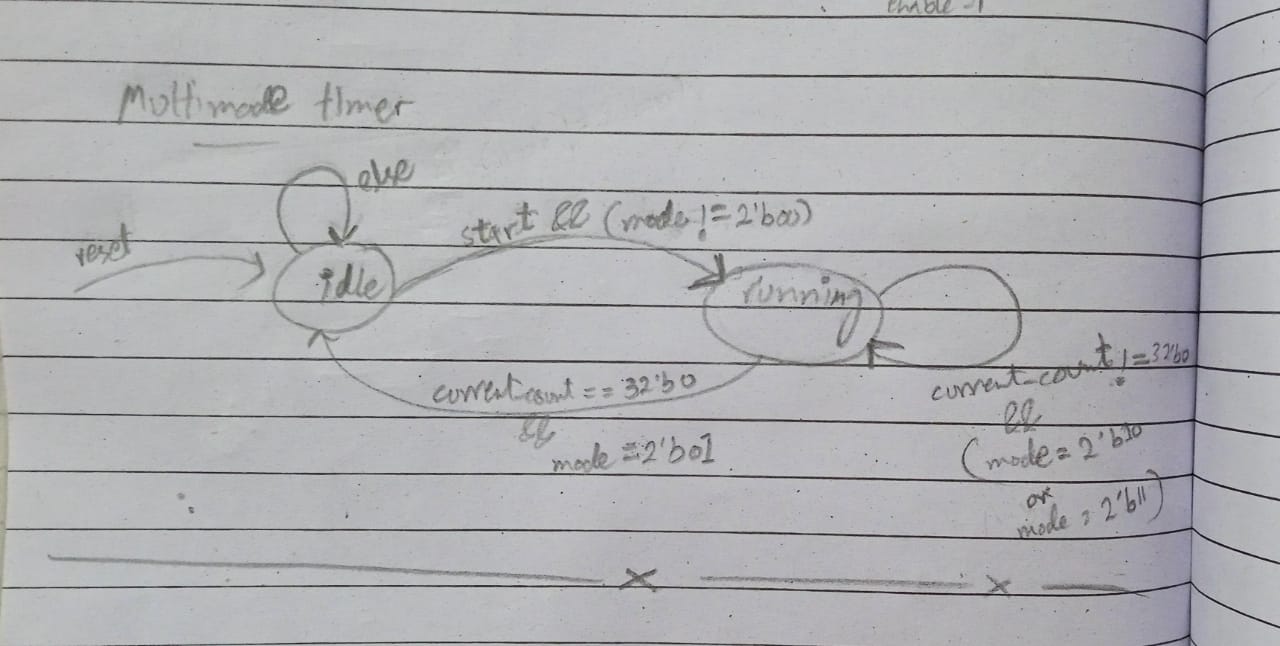 enable =1
Multimode timer
else
start && (mode != 2'b00)
reset
idle
running
current_count != 32'b0
current_count == 32'b0
&&
&&
mode = 2'b01
(mode = 2'b10
or
mode = 2'b11)